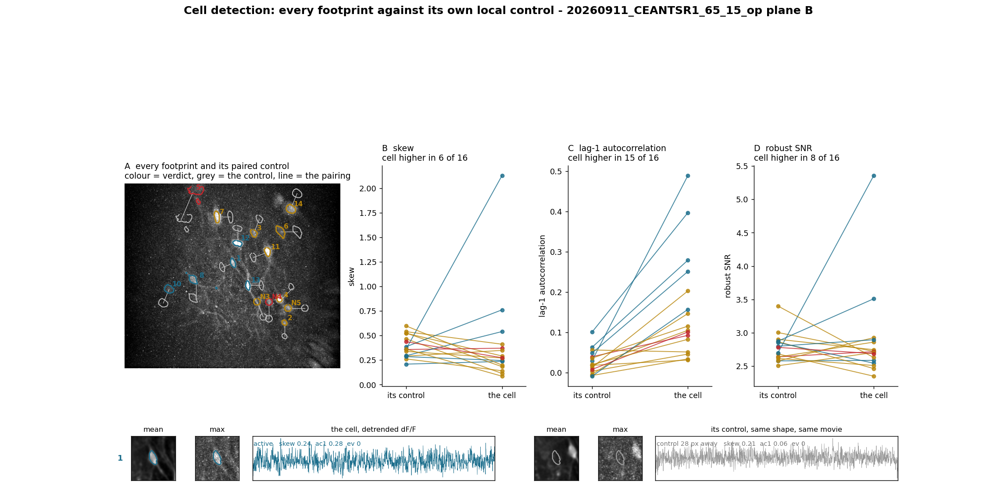 Cell detection: every footprint against its own local control - 20260911_CEANTSR1_65_15_op plane B
A  every footprint and its paired control
colour = verdict, grey = the control, line = the pairing
14
7
3
6
12
11
1
8
13
10
N3
N4
4
N5
2
B  skew
cell higher in 6 of 16
2.00
1.75
1.50
1.25
1.00
0.75
0.50
0.25
0.00
skew
its control
the cell
C  lag-1 autocorrelation
cell higher in 15 of 16
0.5
0.4
0.3
0.2
0.1
0.0
lag-1 autocorrelation
its control
the cell
D  robust SNR
cell higher in 8 of 16
5.5
5.0
4.5
4.0
3.5
3.0
2.5
robust SNR
its control
the cell
mean
max
the cell, detrended dF/F
mean
max
its control, same shape, same movie
1
active   skew 0.24  ac1 0.28  ev 0
control 28 px away   skew 0.21  ac1 0.06  ev 0